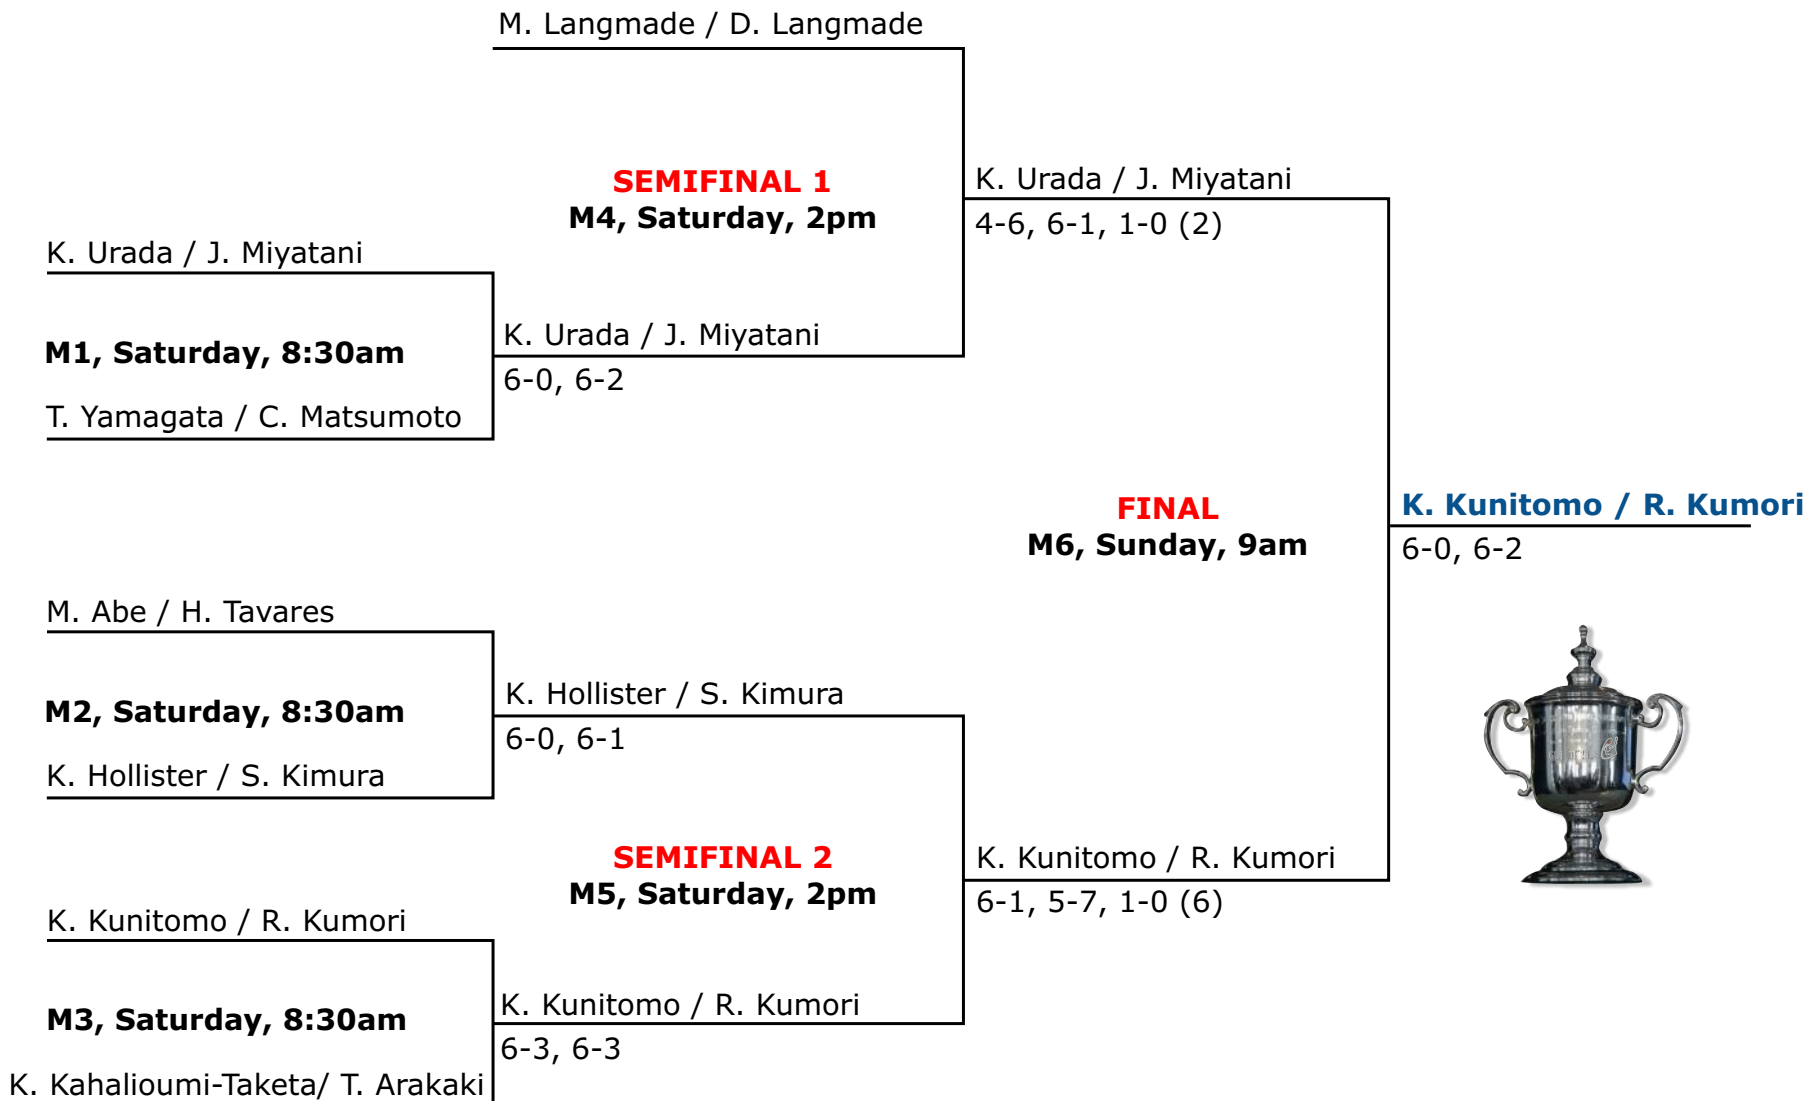 M. Langmade / D. Langmade
SEMIFINAL 1
M4, Saturday, 2pm
K. Urada / J. Miyatani
4-6, 6-1, 1-0 (2)
K. Urada / J. Miyatani
M1, Saturday, 8:30am
T. Yamagata / C. Matsumoto
K. Urada / J. Miyatani
6-0, 6-2
FINAL
M6, Sunday, 9am
K. Kunitomo / R. Kumori
6-0, 6-2
M. Abe / H. Tavares
M2, Saturday, 8:30am
K. Hollister / S. Kimura
K. Hollister / S. Kimura
6-0, 6-1
SEMIFINAL 2
M5, Saturday, 2pm
K. Kunitomo / R. Kumori
6-1, 5-7, 1-0 (6)
K. Kunitomo / R. Kumori
M3, Saturday, 8:30am
K. Kahalioumi-Taketa/ T. Arakaki
K. Kunitomo / R. Kumori
6-3, 6-3